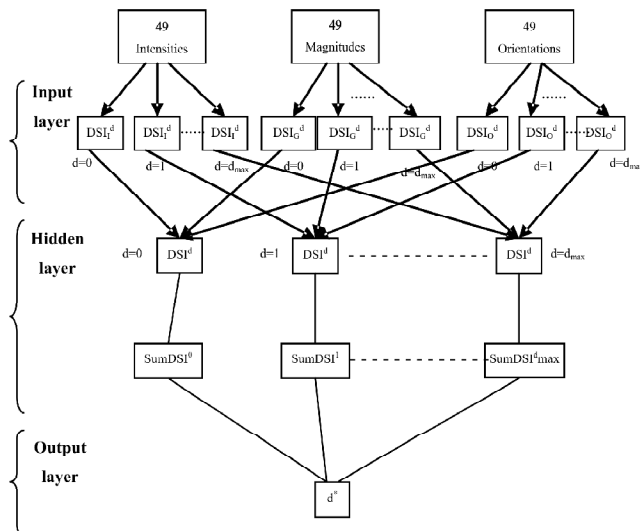 49 49 49
Intensities Magnitudes Orientations
Input layer
...... ......
DSI_I^d DSI_I^d ...... DSI_I^d DSI_G^d DSI_G^d ...... DSI_G^d DSI_O^d DSI_O^d ...... DSI_O^d
d=0 d=1 d=d_max d=0 d=1 d=d_max d=0 d=1 d=d_ma
Hidden layer
d=0 DSI^d d=1 DSI^d DSI^d d=d_max
SumDSI^0 SumDSI^1 SumDSI^d max
Output layer
d*